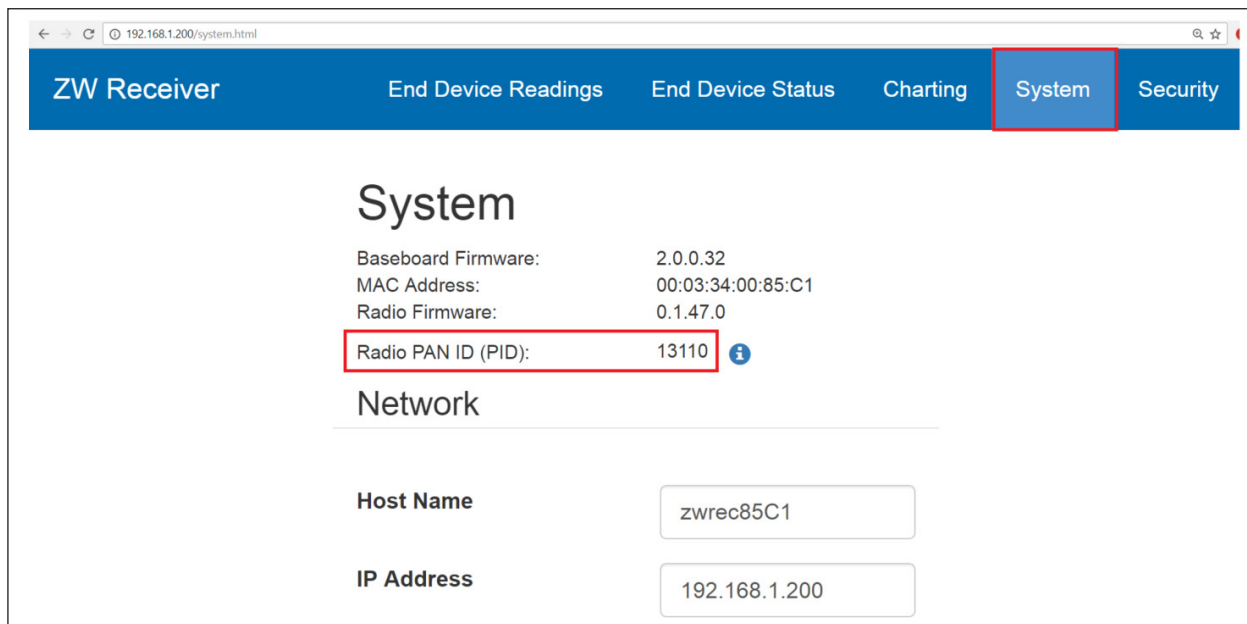 192.168.1.200/system.html
ZW Receiver End Device Readings End Device Status Charting System Security
System
Baseboard Firmware: 2.0.0.32
MAC Address: 00:03:34:00:85:C1
Radio Firmware: 0.1.47.0
Radio PAN ID (PID): 13110
Network
Host Name zwrec85C1
IP Address 192.168.1.200